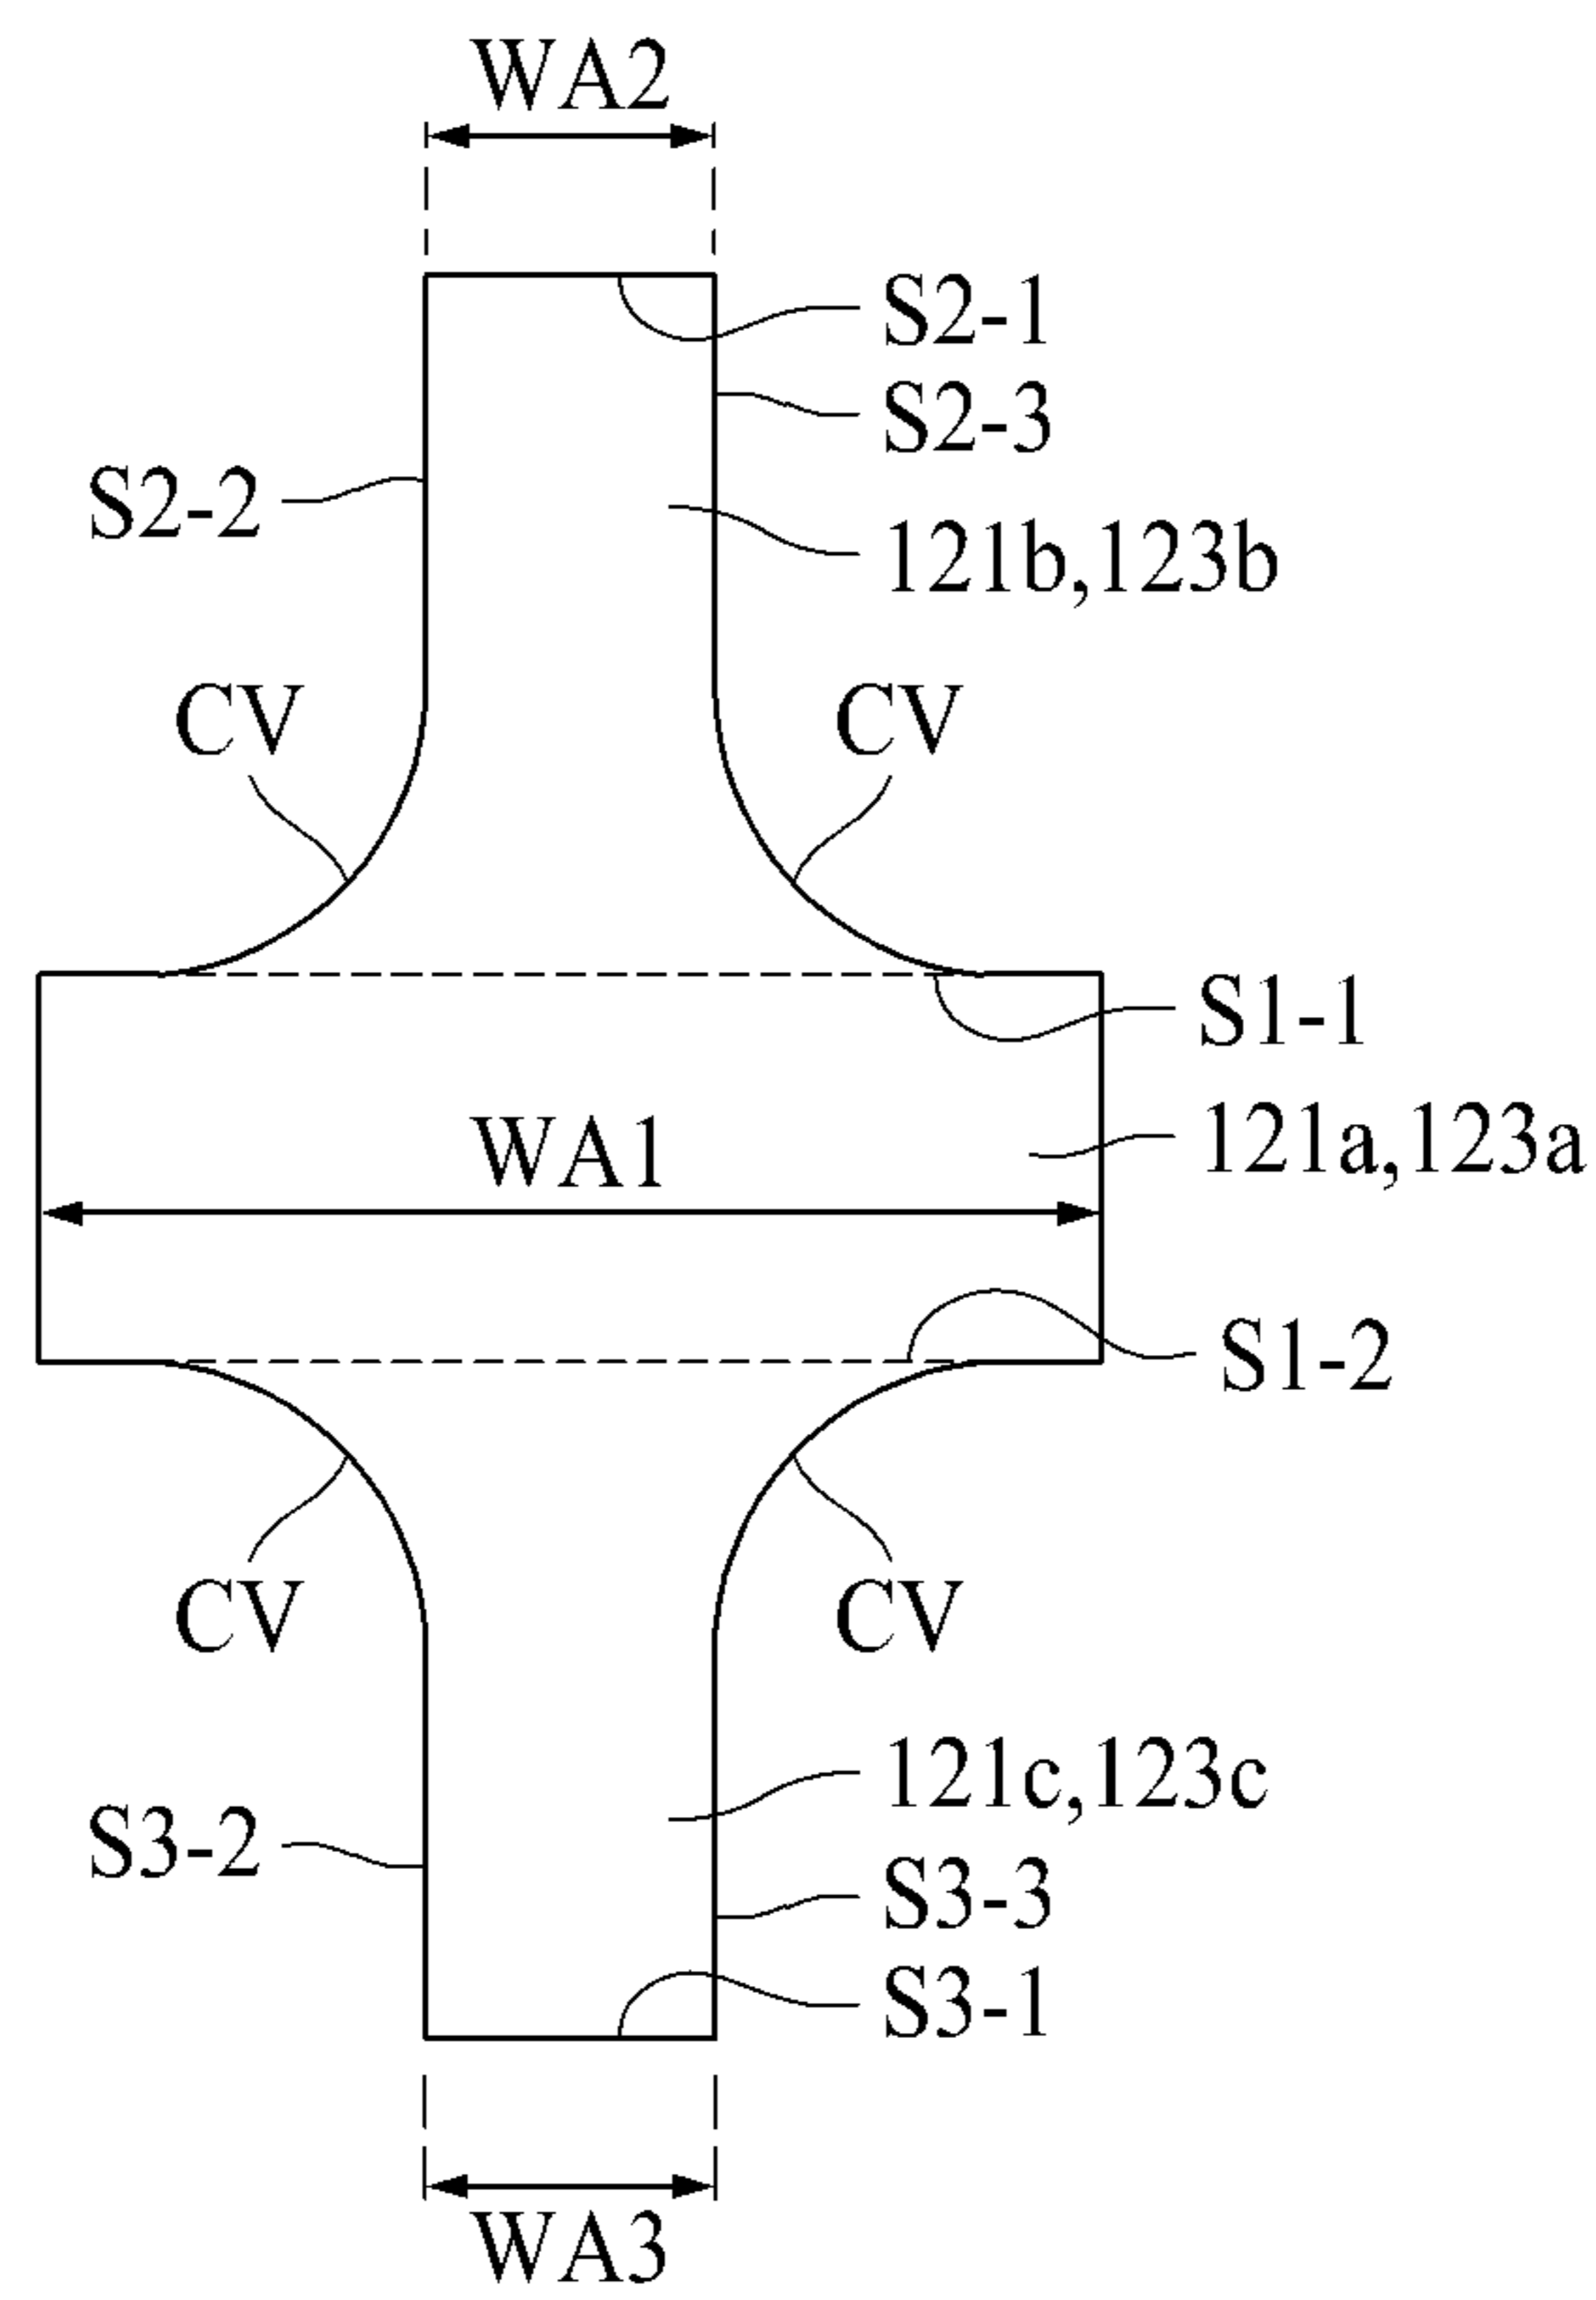 WA2
S2-1
S2-3
S2-2
121b,123b
CV
CV
S1-1
121a,123a
WA1
S1-2
CV
CV
121c,123c
S3-2
S3-3
S3-1
WA3